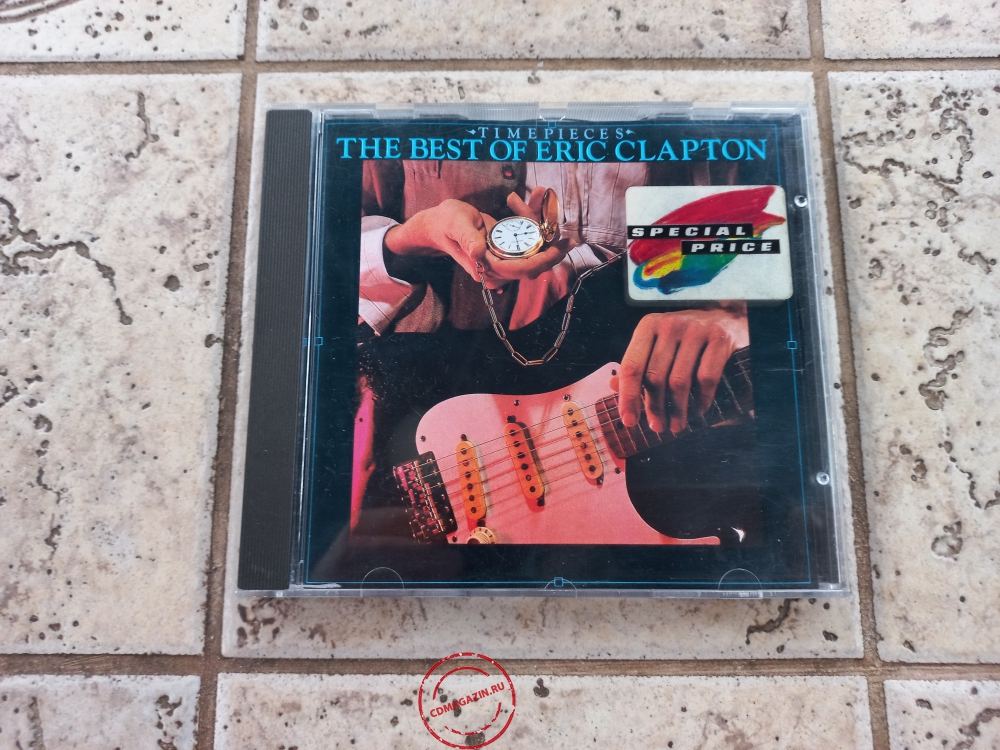 TIMEPIECES
THE BEST OF ERIC CLAPTON
SPECIAL
PRICE
CDMAGAZIN.RU